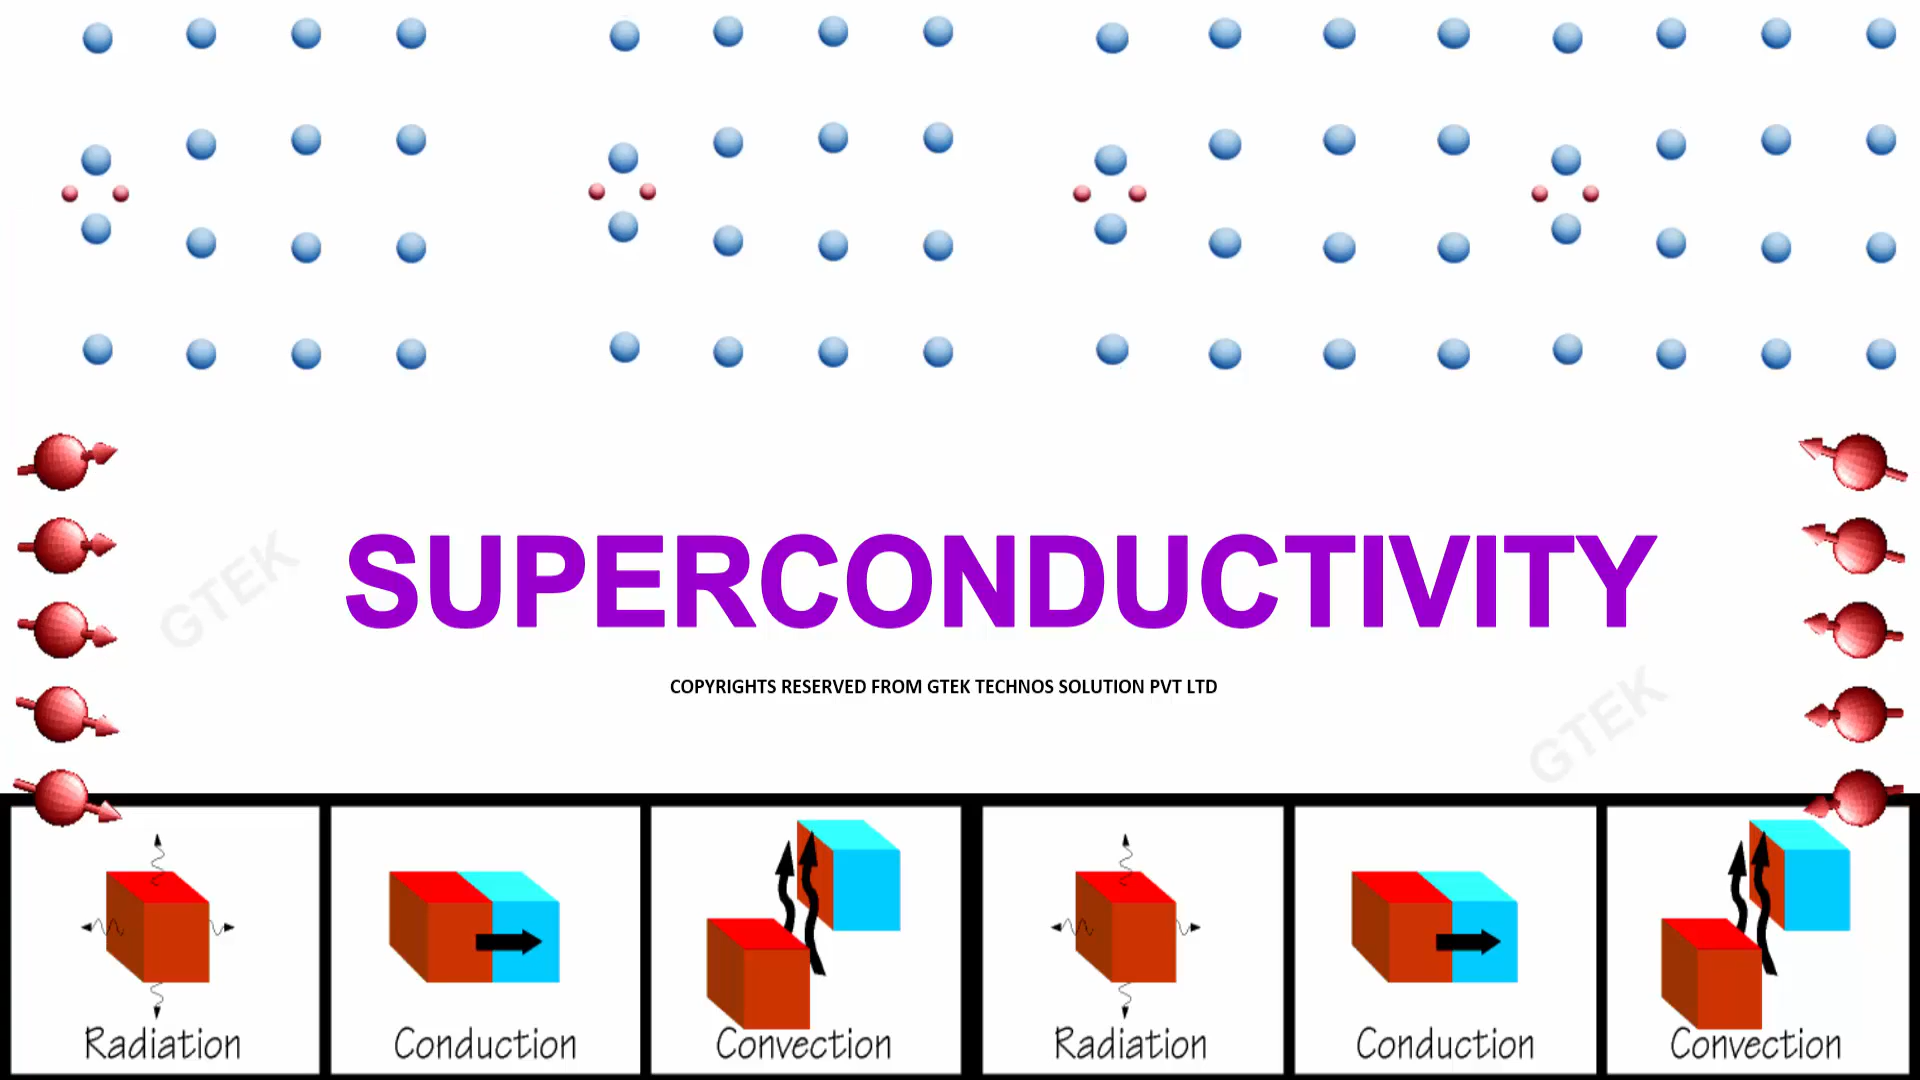 GTEK
SUPERCONDUCTIVITY
COPYRIGHTS RESERVED FROM GTEK TECHNOS SOLUTION PVT LTD
GTEK
Radiation
Conduction
Convection
Radiation
Conduction
Convection